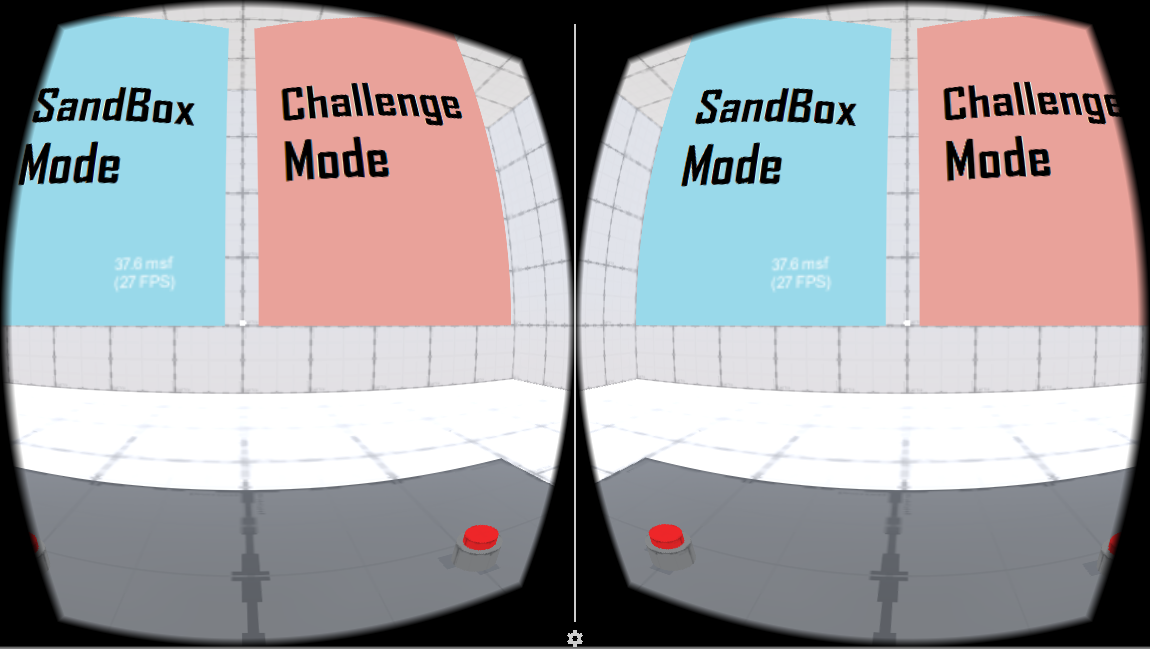 SandBox
Mode
Challenge
Mode
37.6 msf
(27 FPS)
SandBox
Mode
Challenge
Mode
37.6 msf
(27 FPS)